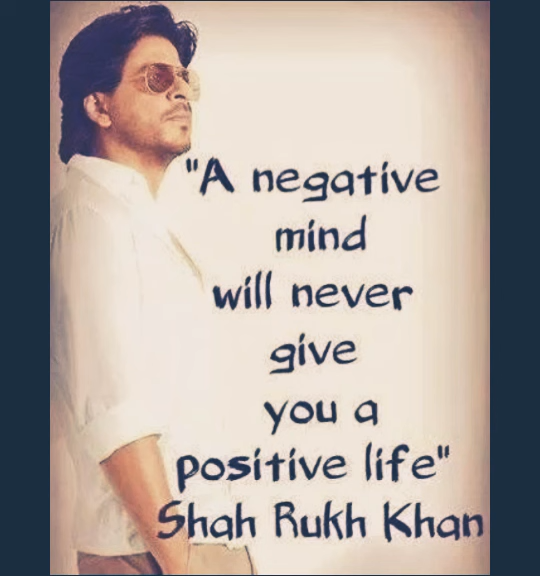 "A negative
mind
will never
give
you a
positive life"
Shah Rukh Khan